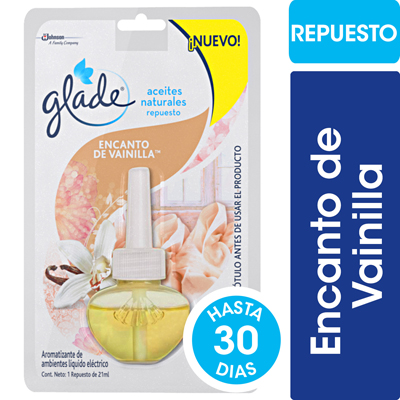 Johnson
A Family Company
¡NUEVO!
glade
aceites
naturales
repuesto
ENCANTO
DE VAINILLA™
RÓTULO ANTES DE USAR EL PRODUCTO
Aromatizante de
ambientes líquido eléctrico
Cont. Neto: 1 Repuesto de 21ml
HASTA
30
DIAS
REPUESTO
Encanto de
Vainilla